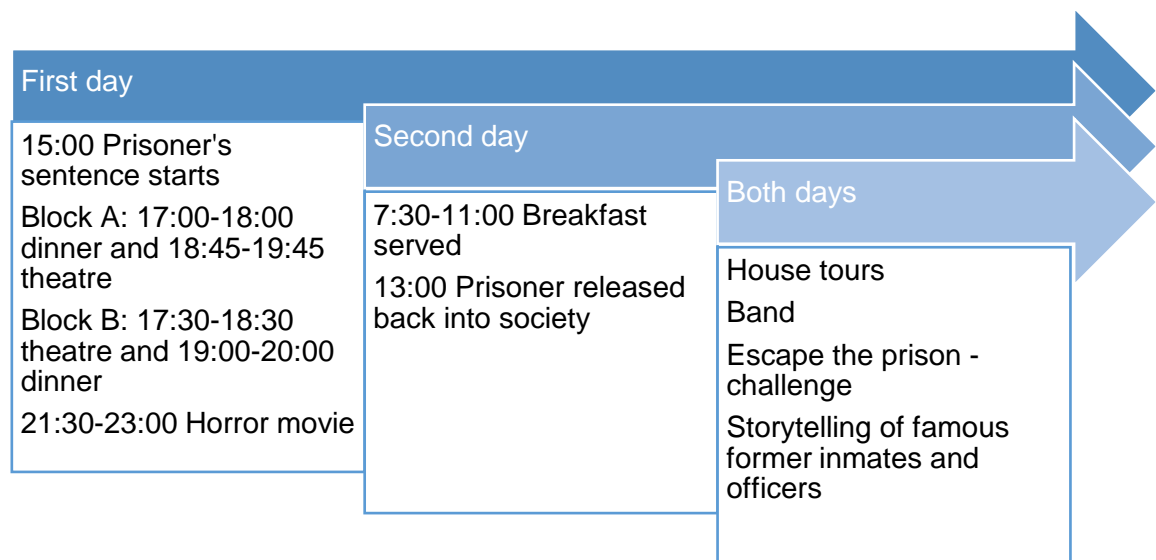 First day
15:00 Prisoner's
sentence starts
Block A: 17:00-18:00
dinner and 18:45-19:45
theatre
Block B: 17:30-18:30
theatre and 19:00-20:00
dinner
21:30-23:00 Horror movie
Second day
7:30-11:00 Breakfast
served
13:00 Prisoner released
back into society
Both days
House tours
Band
Escape the prison -
challenge
Storytelling of famous
former inmates and
officers